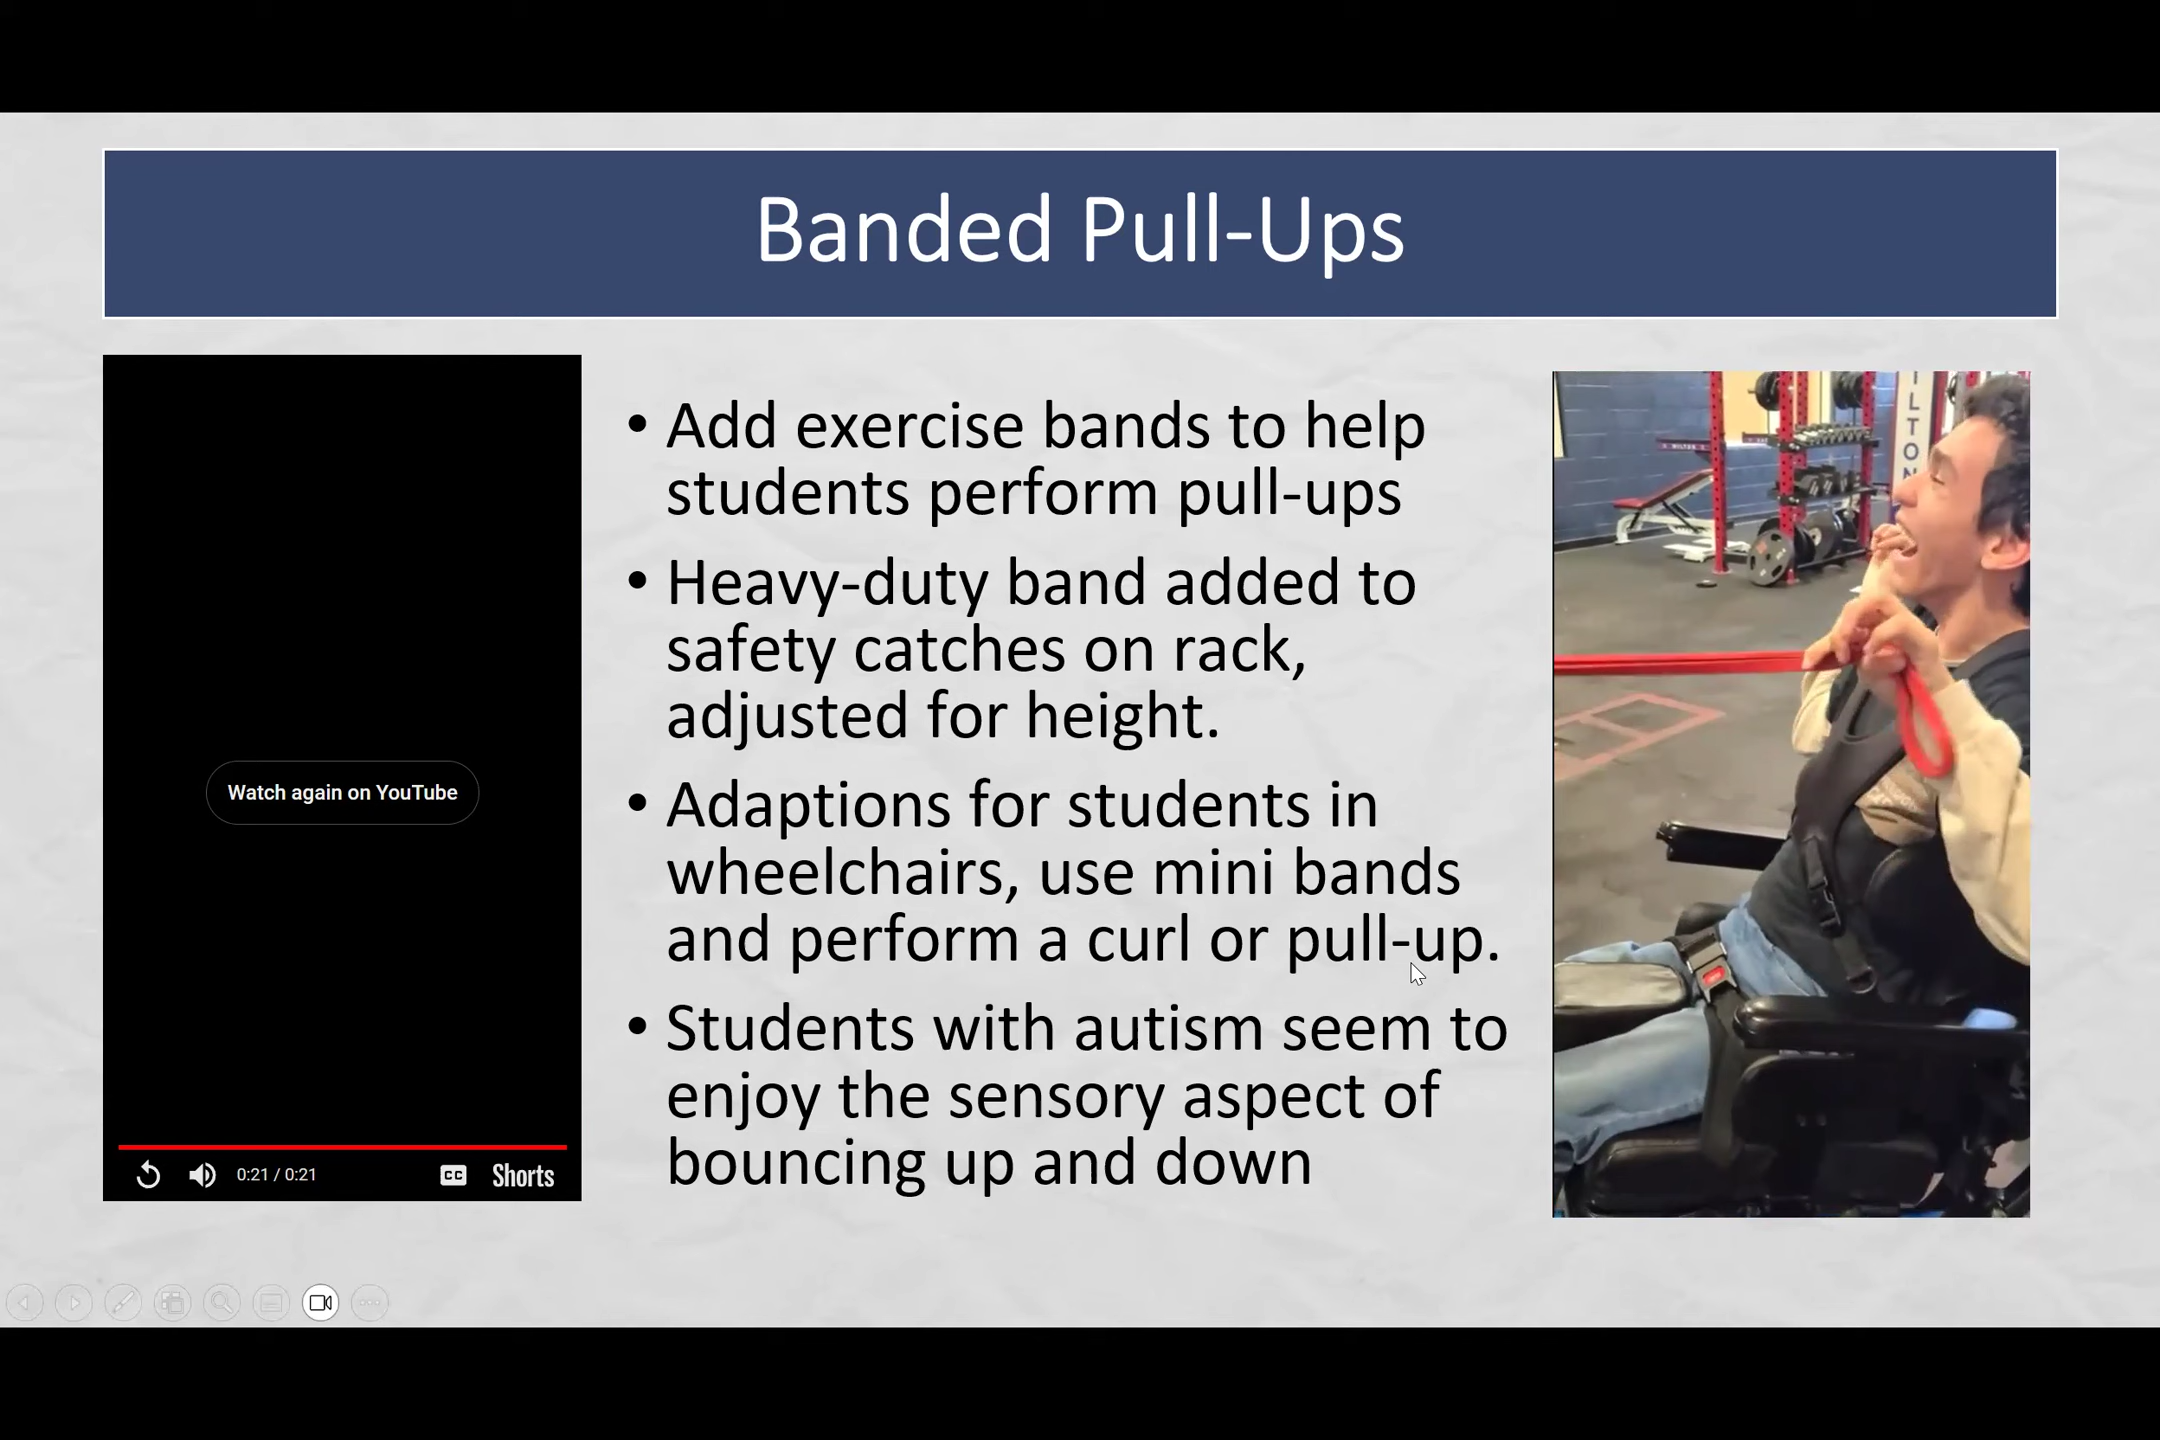 Banded Pull-Ups
• Add exercise bands to help
students perform pull-ups
• Heavy-duty band added to
safety catches on rack,
adjusted for height.
• Adaptions for students in
wheelchairs, use mini bands
and perform a curl or pull-up.
• Students with autism seem to
enjoy the sensory aspect of
bouncing up and down
Watch again on YouTube
0:21 / 0:21
CC
Shorts
ILTON